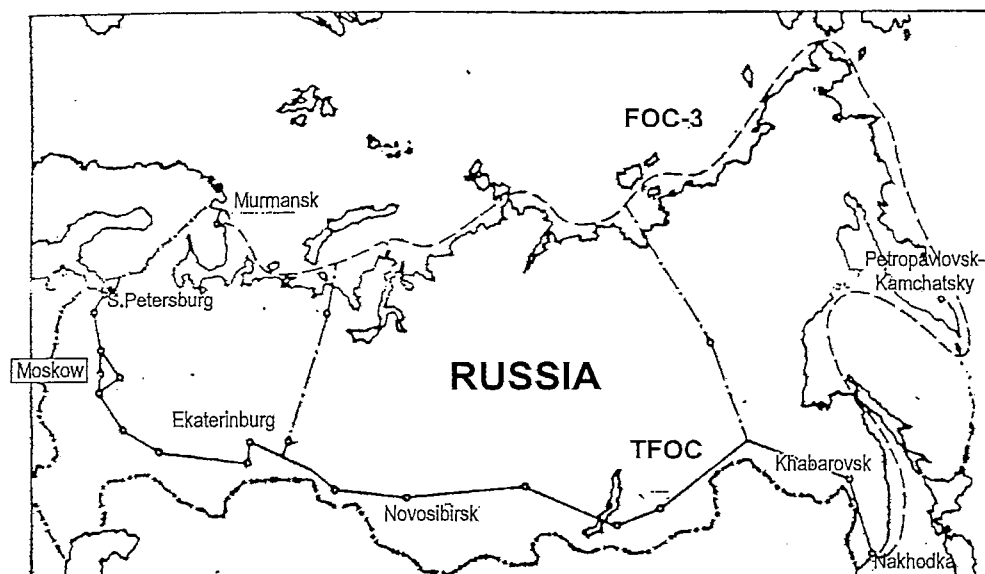 FOC-3
Murmansk
Petropavlovsk-
Kamchatsky
S.Petersburg
Moskow
RUSSIA
Ekaterinburg
TFOC
Khabarovsk
Novosibirsk
Nakhodka